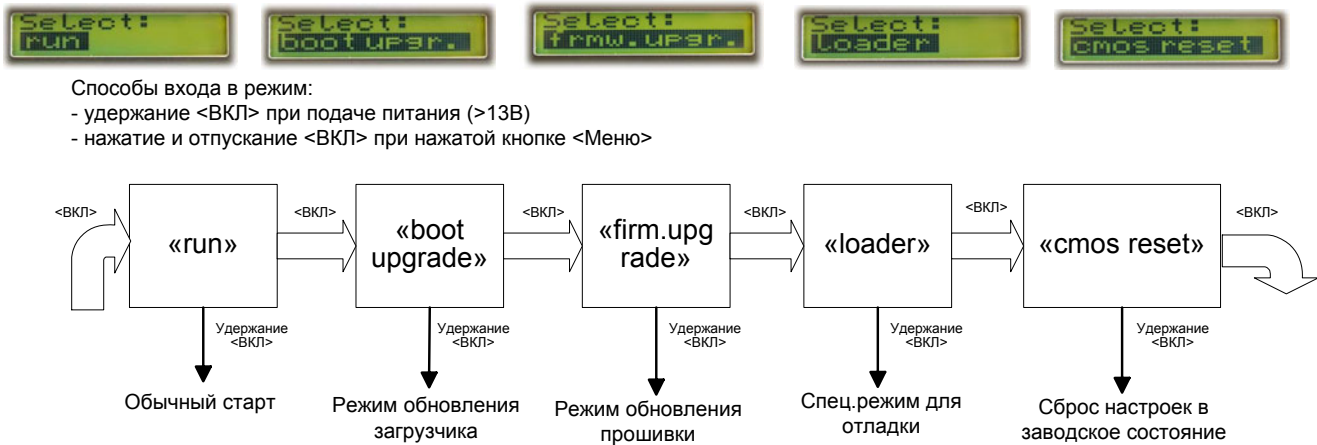 Select:
run
Select:
boot upgr.
Select:
frmw. upgr.
Select:
Loader
Select:
cmos reset
Способы входа в режим:
- удержание <ВКЛ> при подаче питания (>13В)
- нажатие и отпускание <ВКЛ> при нажатой кнопке <Меню>
<ВКЛ>
«run»
<ВКЛ>
«boot
upgrade»
<ВКЛ>
«firm.upg
rade»
<ВКЛ>
«loader»
<ВКЛ>
«cmos reset»
<ВКЛ>
Удержание
<ВКЛ>
Удержание
<ВКЛ>
Удержание
<ВКЛ>
Удержание
<ВКЛ>
Удержание
<ВКЛ>
Обычный старт
Режим обновления
загрузчика
Режим обновления
прошивки
Спец.режим для
отладки
Сброс настроек в
заводское состояние